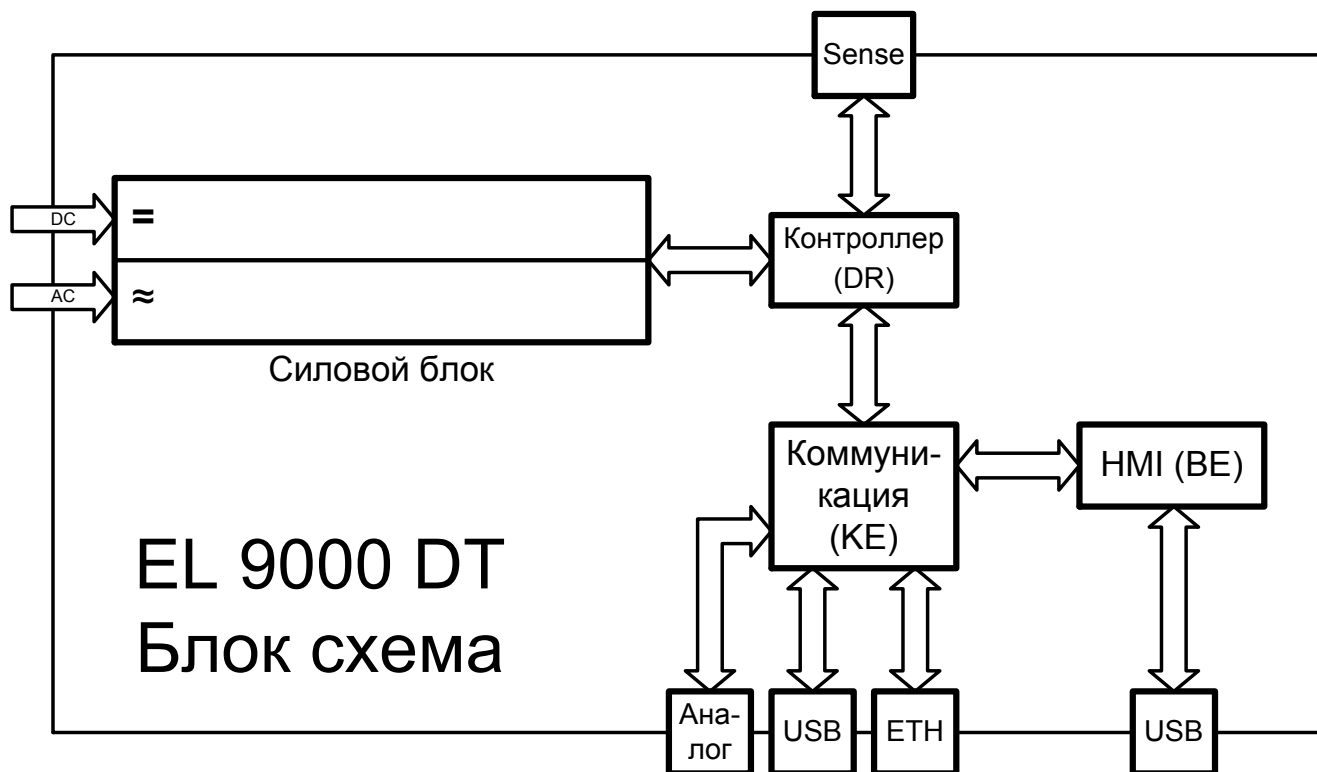 Sense
DC
=
AC
≈
Силовой блок
Контроллер
(DR)
Коммуни-
кация
(KE)
HMI (BE)
EL 9000 DT
Блок схема
Ана-
лог
USB
ETH
USB